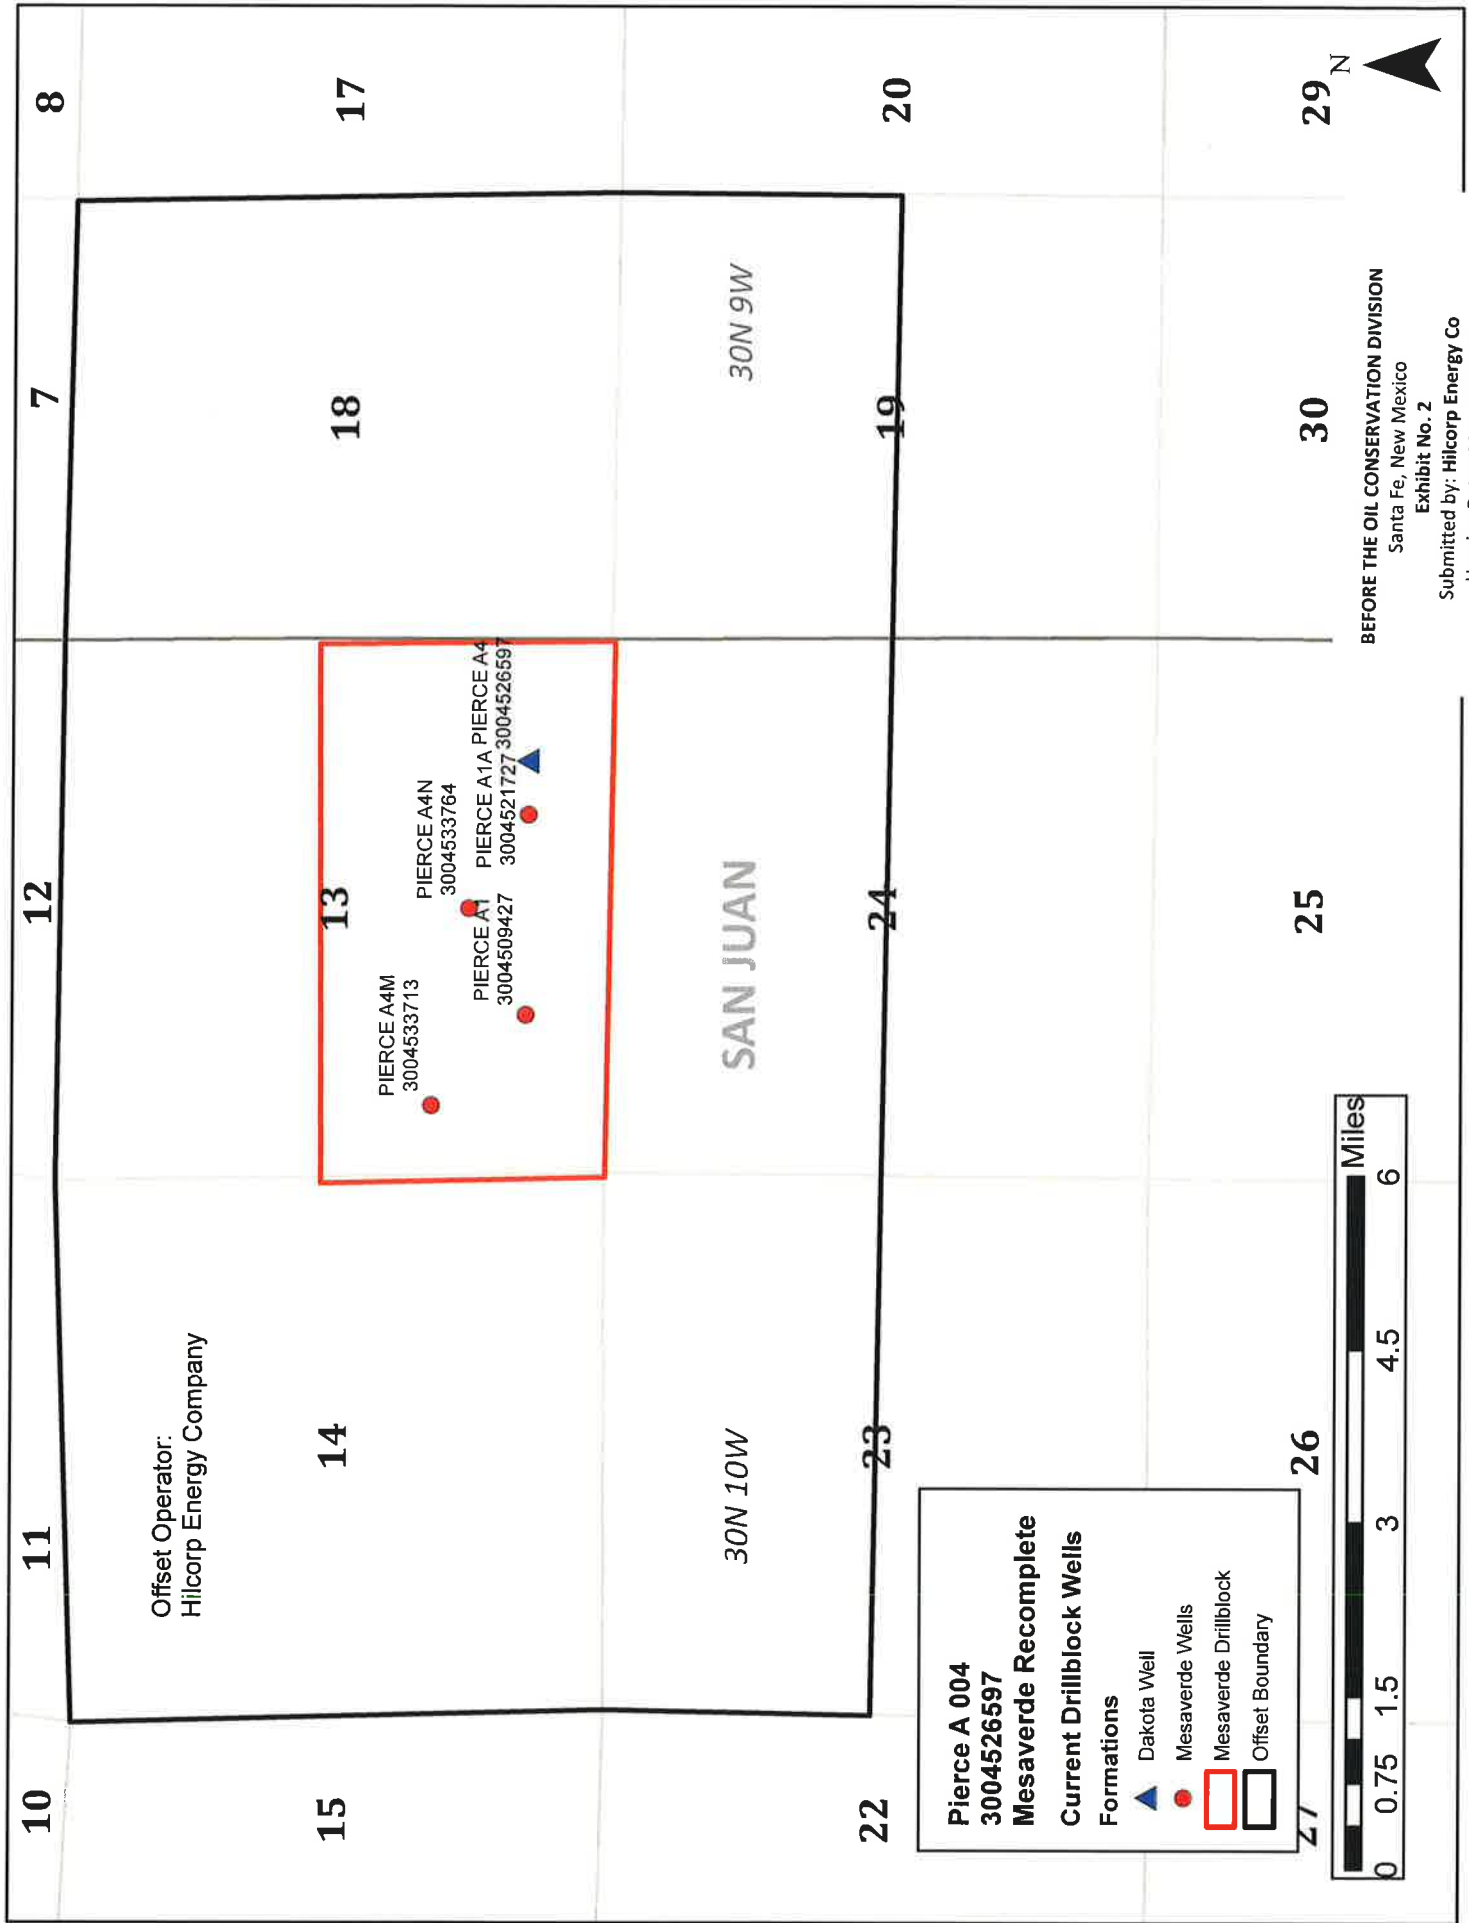 10
11
12
7
8
Offset Operator:
Hilcorp Energy Company
15
14
13
18
17
PIERCE A4M
3004533713
PIERCE A4N
3004533764
PIERCE A1
3004509427
PIERCE A1A
3004521727
PIERCE A4
3004526597
30N 10W
SAN JUAN
30N 9W
22
23
24
19
20
Pierce A 004
3004526597
Mesaverde Recomplete
Current Drillblock Wells
Formations
Dakota Well
Mesaverde Wells
Mesaverde Drillblock
Offset Boundary
27
26
25
30
29
N
Miles
0 0.75 1.5 3 4.5 6
BEFORE THE OIL CONSERVATION DIVISION
Santa Fe, New Mexico
Exhibit No. 2
Submitted by: Hilcorp Energy Co